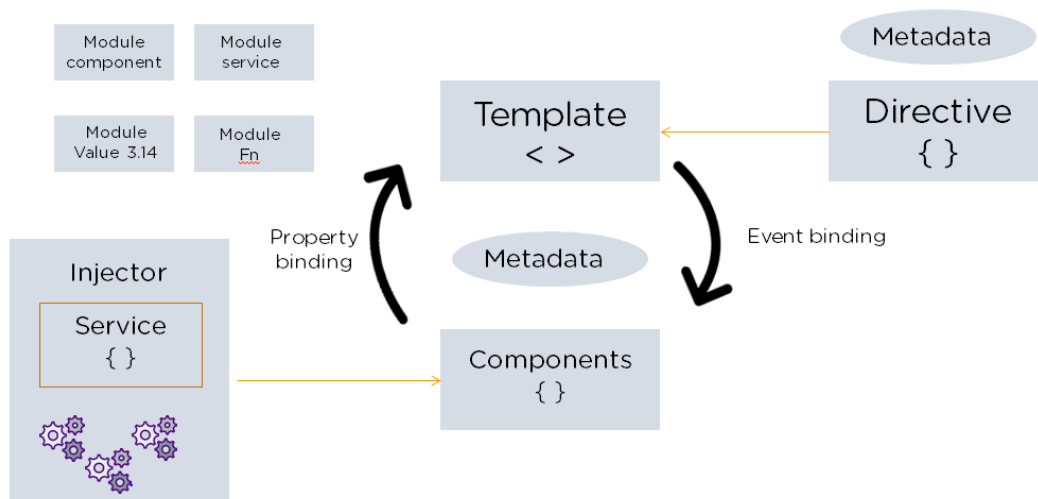 Module
component
Module
service
Module
Value 3.14
Module
Fn
Metadata
Template
< >
Directive
{ }
Property
binding
Event binding
Metadata
Injector
Service
{ }
Components
{ }